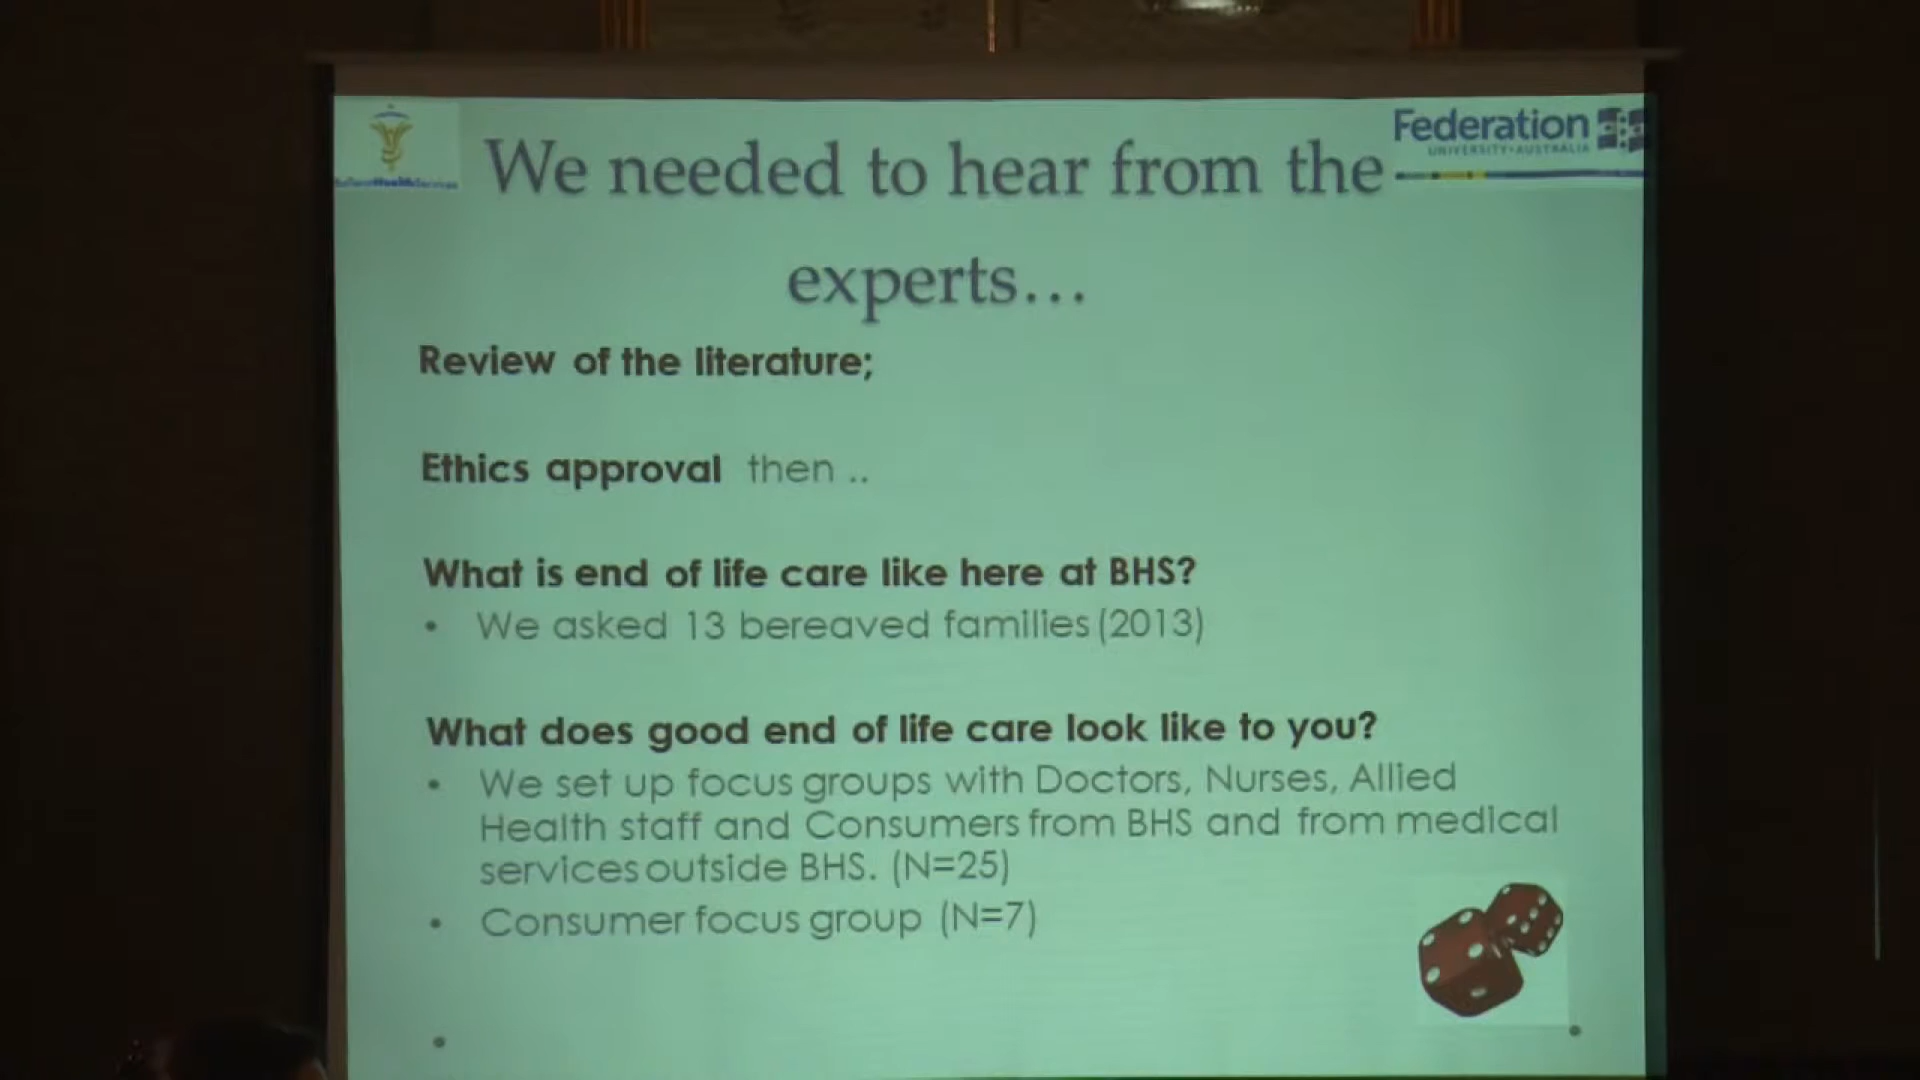 Federation
UNIVERSITY • AUSTRALIA
We needed to hear from the
experts...
Review of the literature;
Ethics approval then ..
What is end of life care like here at BHS?
• We asked 13 bereaved families (2013)
What does good end of life care look like to you?
• We set up focus groups with Doctors, Nurses, Allied
Health staff and Consumers from BHS and from medical
services outside BHS. (N=25)
• Consumer focus group (N=7)